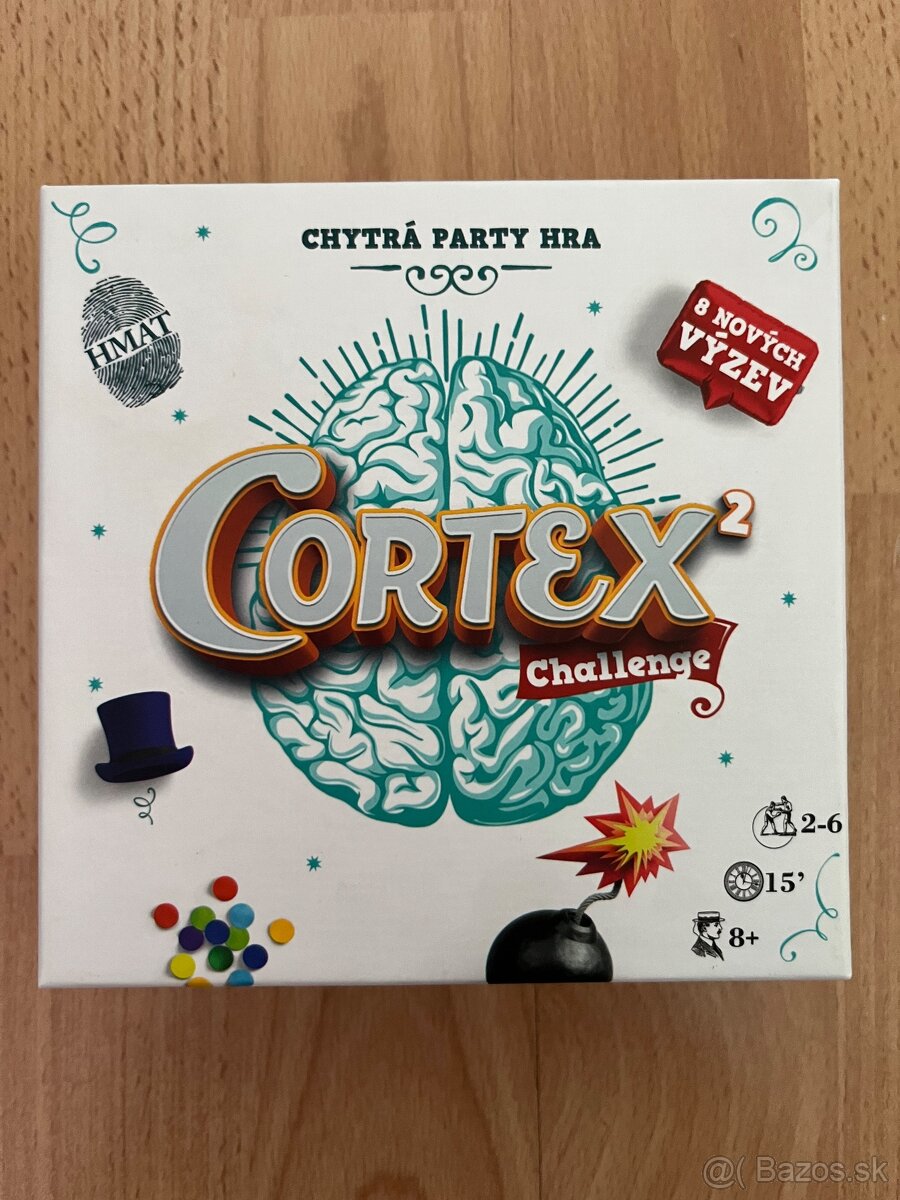 CHYTRÁ PARTY HRA
HMAT
8 NOVÝCH
VÝZEV
CORTEX²
Challenge
2-6
15’
8+
@( Bazos.sk